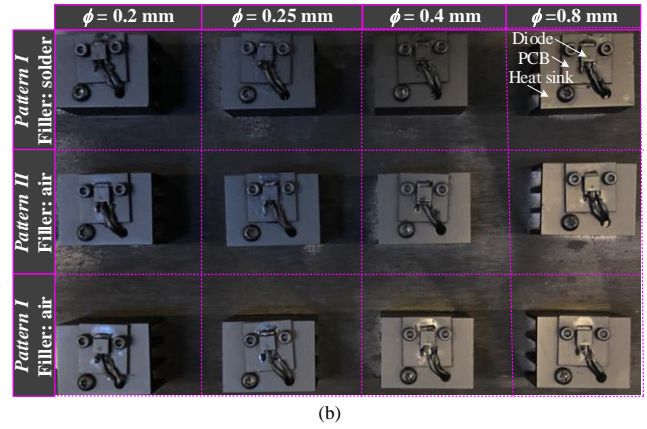 ϕ = 0.2 mm
ϕ = 0.25 mm
ϕ = 0.4 mm
ϕ =0.8 mm
Pattern I
Filler: solder
Diode
PCB
Heat sink
Pattern II
Filler: air
Pattern I
Filler: air
(b)